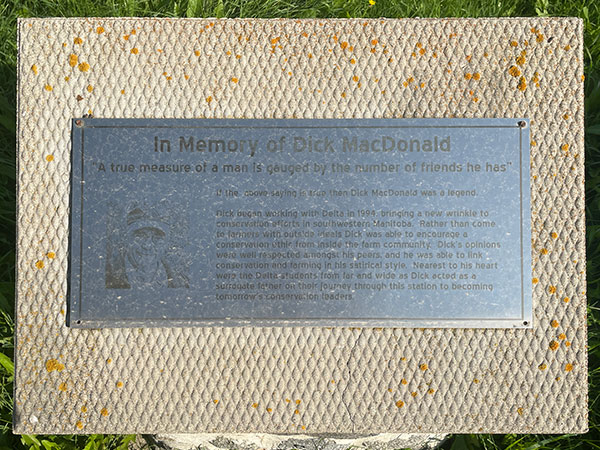 In Memory of Dick MacDonald
"A true measure of a man is gauged by the number of friends he has"
If the above saying is true then Dick MacDonald was a legend.
Dick began working with Delta in 1994, bringing a new wrinkle to
conservation efforts in southwestern Manitoba. Rather than come
to farmers with outside ideals Dick was able to encourage a
conservation ethic from inside the farm community. Dick's opinions
were well respected amongst his peers, and he was able to link
conservation and farming in his satirical style. Nearest to his heart
were the Delta students from far and wide as Dick acted as a
surrogate father on their journey through this station to becoming
tomorrow's conservation leaders.